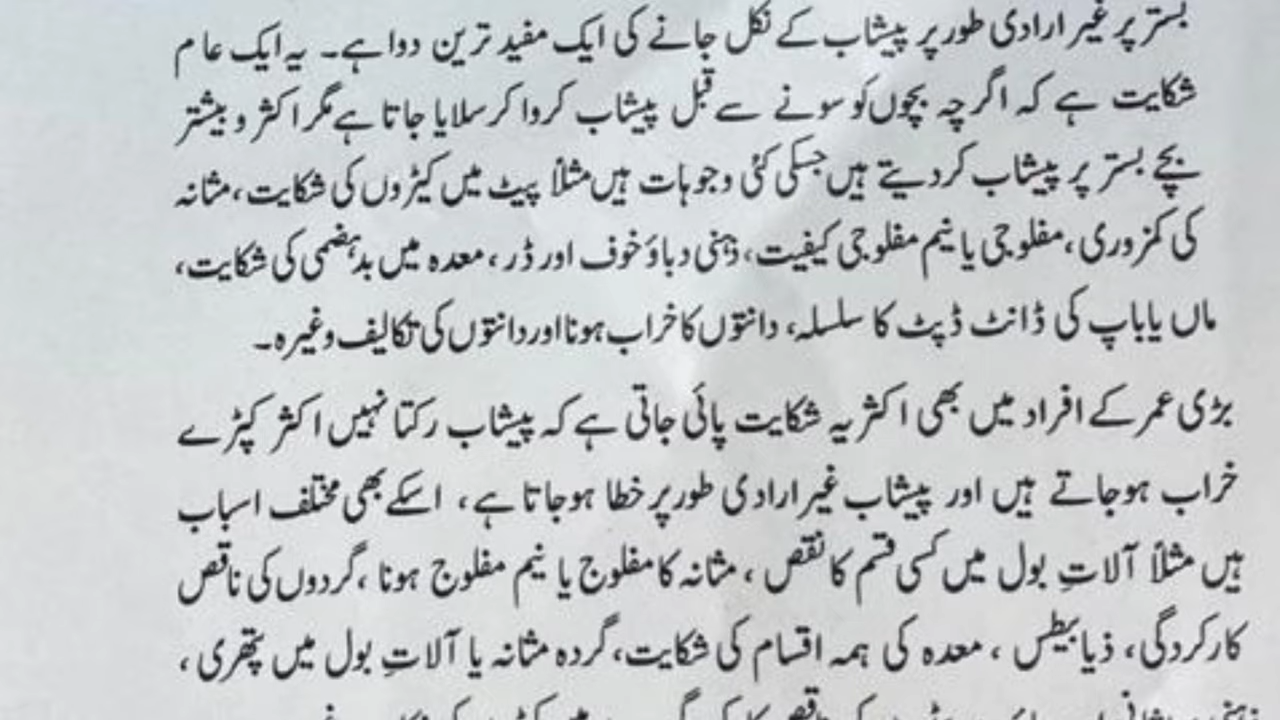 بستر پر غیر ارادی طور پر پیشاب کے نکل جانے کی ایک مفید ترین دوا ہے۔ یہ ایک عام
شکایت ہے کہ اگر چہ بچوں کو سونے سے قبل پیشاب کروا کر سلایا جاتا ہے مگر اکثر و بیشتر
بچے بستر پر پیشاب کردیتے ہیں جسکی کئی وجوہات ہیں مثلاً پیٹ میں کیڑوں کی شکایت، مثانہ
کی کمزوری، مفلوجی یا نیم مفلوجی کیفیت، ذہنی دباؤ خوف اور ڈر، معدہ میں بدہضمی کی شکایت،
ماں یا باپ کی ڈانٹ ڈپٹ کا سلسلہ، دانتوں کا خراب ہونا اور دانتوں کی تکالیف وغیرہ۔
بڑی عمر کے افراد میں بھی اکثر یہ شکایت پائی جاتی ہے کہ پیشاب رکتا نہیں اکثر کپڑے
خراب ہوجاتے ہیں اور پیشاب غیر ارادی طور پر خطا ہوجاتا ہے، اسکے بھی مختلف اسباب
ہیں مثلاً آلاتِ بول میں کسی قسم کا نقص، مثانہ کا مفلوج یا نیم مفلوج ہونا، گردوں کی ناقص
کارکردگی، ذیابیطس، معدہ کی ہمہ اقسام کی شکایت، گردہ مثانہ یا آلاتِ بول میں پتھری،